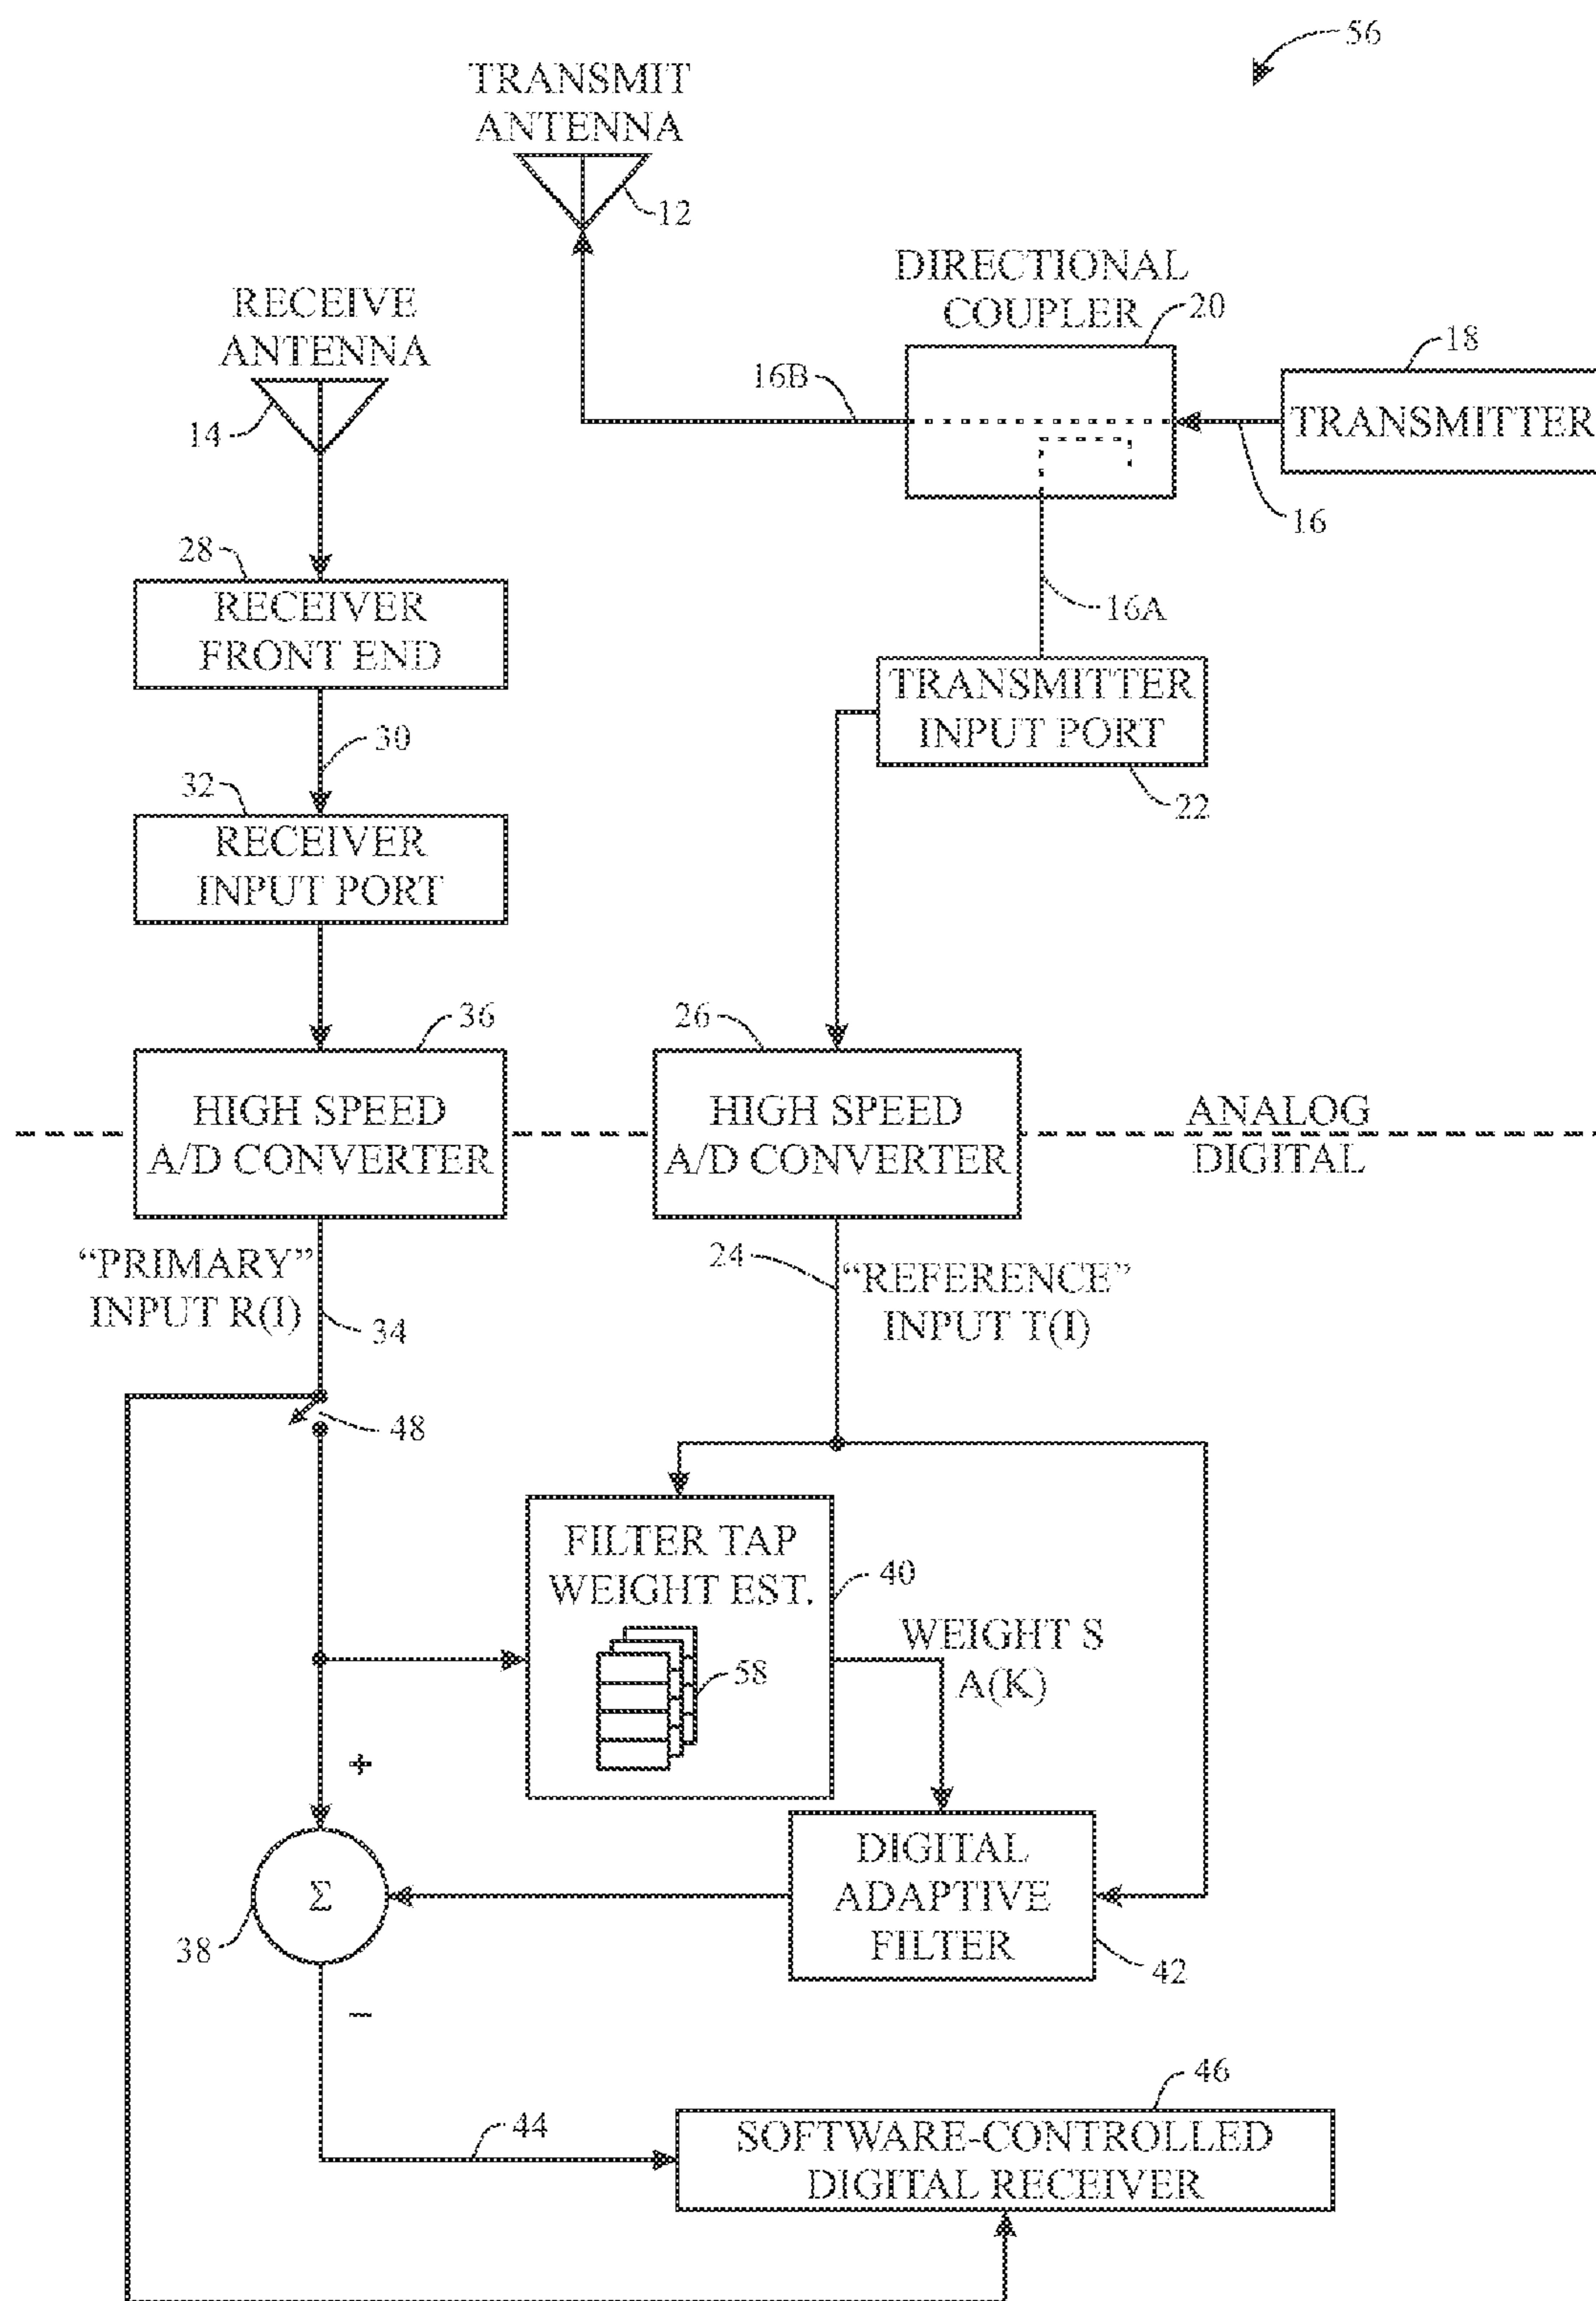 56
TRANSMIT
ANTENNA
12
DIRECTIONAL
COUPLER
20
RECEIVE
ANTENNA
18
16B
TRANSMITTER
14
16
28
RECEIVER
FRONT END
16A
TRANSMITTER
INPUT PORT
30
32
22
RECEIVER
INPUT PORT
36
26
HIGH SPEED
A/D CONVERTER
HIGH SPEED
A/D CONVERTER
ANALOG
DIGITAL
“PRIMARY”
INPUT R(I)
34
24
“REFERENCE”
INPUT T(I)
48
FILTER TAP
WEIGHT EST.
40
58
WEIGHT S
A(K)
+
Σ
38
DIGITAL
ADAPTIVE
FILTER
42
–
46
44
SOFTWARE-CONTROLLED
DIGITAL RECEIVER